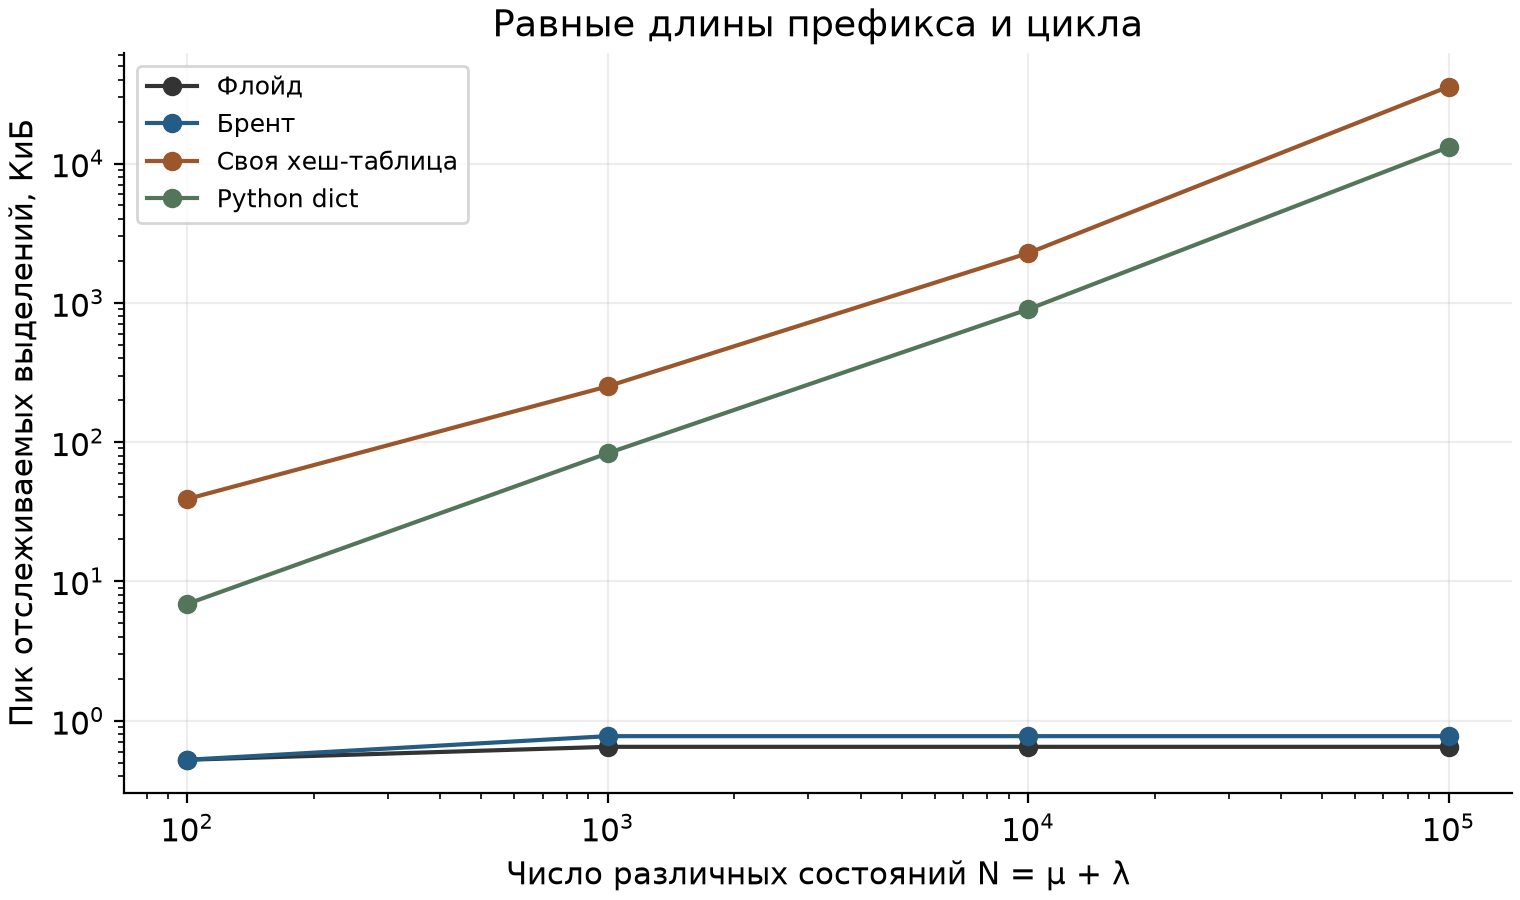 Равные длины префикса и цикла
Флойд
Брент
Своя хеш-таблица
Python dict
Пик отслеживаемых выделений, КиБ
10⁴
10³
10²
10¹
10⁰
10² 10³ 10⁴ 10⁵
Число различных состояний N = μ + λ